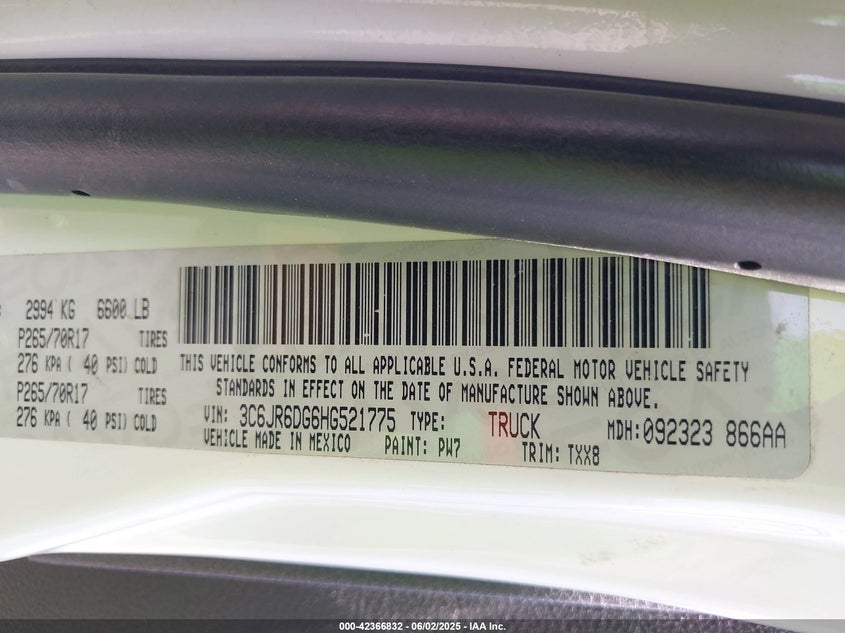 : 2994 KG 6600 LB
P265/70R17 TIRES
276 KPA ( 40 PSI) COLD
P265/70R17 TIRES
276 KPA ( 40 PSI) COLD
THIS VEHICLE CONFORMS TO ALL APPLICABLE U.S.A. FEDERAL MOTOR VEHICLE SAFETY
STANDARDS IN EFFECT ON THE DATE OF MANUFACTURE SHOWN ABOVE.
VIN: 3C6JR6DG6HG521775 TYPE: TRUCK MDH:092323 866AA
VEHICLE MADE IN MEXICO PAINT: PW7 TRIM: TXX8
000-42366832 - 06/02/2025 - IAA Inc.